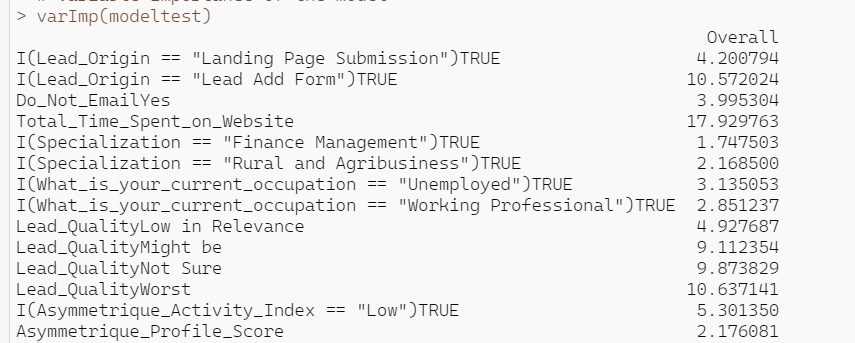 > varImp(modeltest)
Overall
I(Lead_Origin == "Landing Page Submission")TRUE 4.200794
I(Lead_Origin == "Lead Add Form")TRUE 10.572024
Do_Not_EmailYes 3.995304
Total_Time_Spent_on_Website 17.929763
I(Specialization == "Finance Management")TRUE 1.747503
I(Specialization == "Rural and Agribusiness")TRUE 2.168500
I(What_is_your_current_occupation == "Unemployed")TRUE 3.135053
I(What_is_your_current_occupation == "Working Professional")TRUE 2.851237
Lead_QualityLow in Relevance 4.927687
Lead_QualityMight be 9.112354
Lead_QualityNot Sure 9.873829
Lead_QualityWorst 10.637141
I(Asymmetrique_Activity_Index == "Low")TRUE 5.301350
Asymmetrique_Profile_Score 2.176081